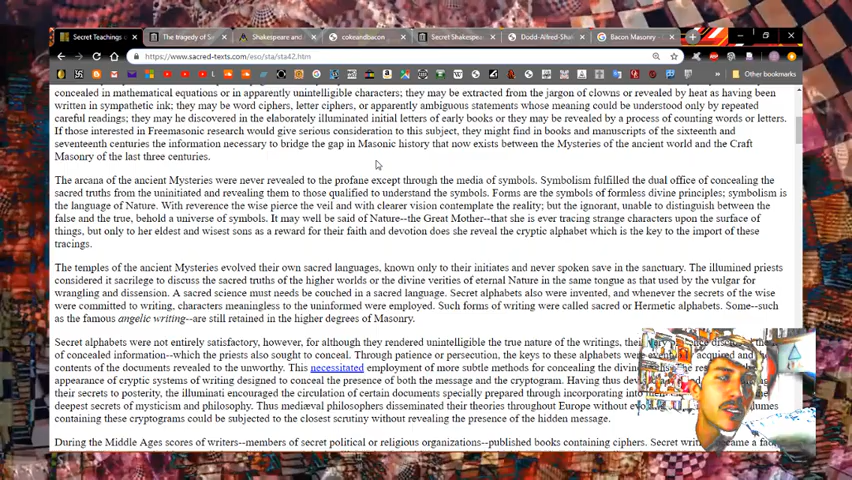 Secret Teachings
The tragedy of S
Shakespeare and
cokeandbacon
Secret Shakespe
Dodd-Alfred-Sha
Bacon Masonry -
https://www.sacred-texts.com/eso/sta/sta42.htm
Other bookmarks
concealed in mathematical equations or in apparently unintelligible characters; they may be extracted from the jargon of clowns or revealed by heat as having been
written in sympathetic ink; they may be word ciphers, letter ciphers, or apparently ambiguous statements whose meaning could be understood only by repeated
careful readings; they may he discovered in the elaborately illuminated initial letters of early books or they may be revealed by a process of counting words or letters.
If those interested in Freemasonic research would give serious consideration to this subject, they might find in books and manuscripts of the sixteenth and
seventeenth centuries the information necessary to bridge the gap in Masonic history that now exists between the Mysteries of the ancient world and the Craft
Masonry of the last three centuries.
The arcana of the ancient Mysteries were never revealed to the profane except through the media of symbols. Symbolism fulfilled the dual office of concealing the
sacred truths from the uninitiated and revealing them to those qualified to understand the symbols. Forms are the symbols of formless divine principles; symbolism is
the language of Nature. With reverence the wise pierce the veil and with clearer vision contemplate the reality; but the ignorant, unable to distinguish between the
false and the true, behold a universe of symbols. It may well be said of Nature--the Great Mother--that she is ever tracing strange characters upon the surface of
things, but only to her eldest and wisest sons as a reward for their faith and devotion does she reveal the cryptic alphabet which is the key to the import of these
tracings.
The temples of the ancient Mysteries evolved their own sacred languages, known only to their initiates and never spoken save in the sanctuary. The illumined priests
considered it sacrilege to discuss the sacred truths of the higher worlds or the divine verities of eternal Nature in the same tongue as that used by the vulgar for
wrangling and dissension. A sacred science must needs be couched in a sacred language. Secret alphabets also were invented, and whenever the secrets of the wise
were committed to writing, characters meaningless to the uninformed were employed. Such forms of writing were called sacred or Hermetic alphabets. Some--such
as the famous angelic writing--are still retained in the higher degrees of Masonry.
Secret alphabets were not entirely satisfactory, however, for although they rendered unintelligible the true nature of the writings, their very
of concealed information--which the priests also sought to conceal. Through patience or persecution, the keys to these alphabets were eventually acquired and
contents of the documents revealed to the unworthy. This necessitated employment of more subtle methods for concealing the divine
appearance of cryptic systems of writing designed to conceal the presence of both the message and the cryptogram. Having thus
their secrets to posterity, the illuminati encouraged the circulation of certain documents specially prepared through incorporating into
deepest secrets of mysticism and philosophy. Thus mediæval philosophers disseminated their theories throughout Europe without
containing these cryptograms could be subjected to the closest scrutiny without revealing the presence of the hidden message.
During the Middle Ages scores of writers--members of secret political or religious organizations--published books containing ciphers. Secret